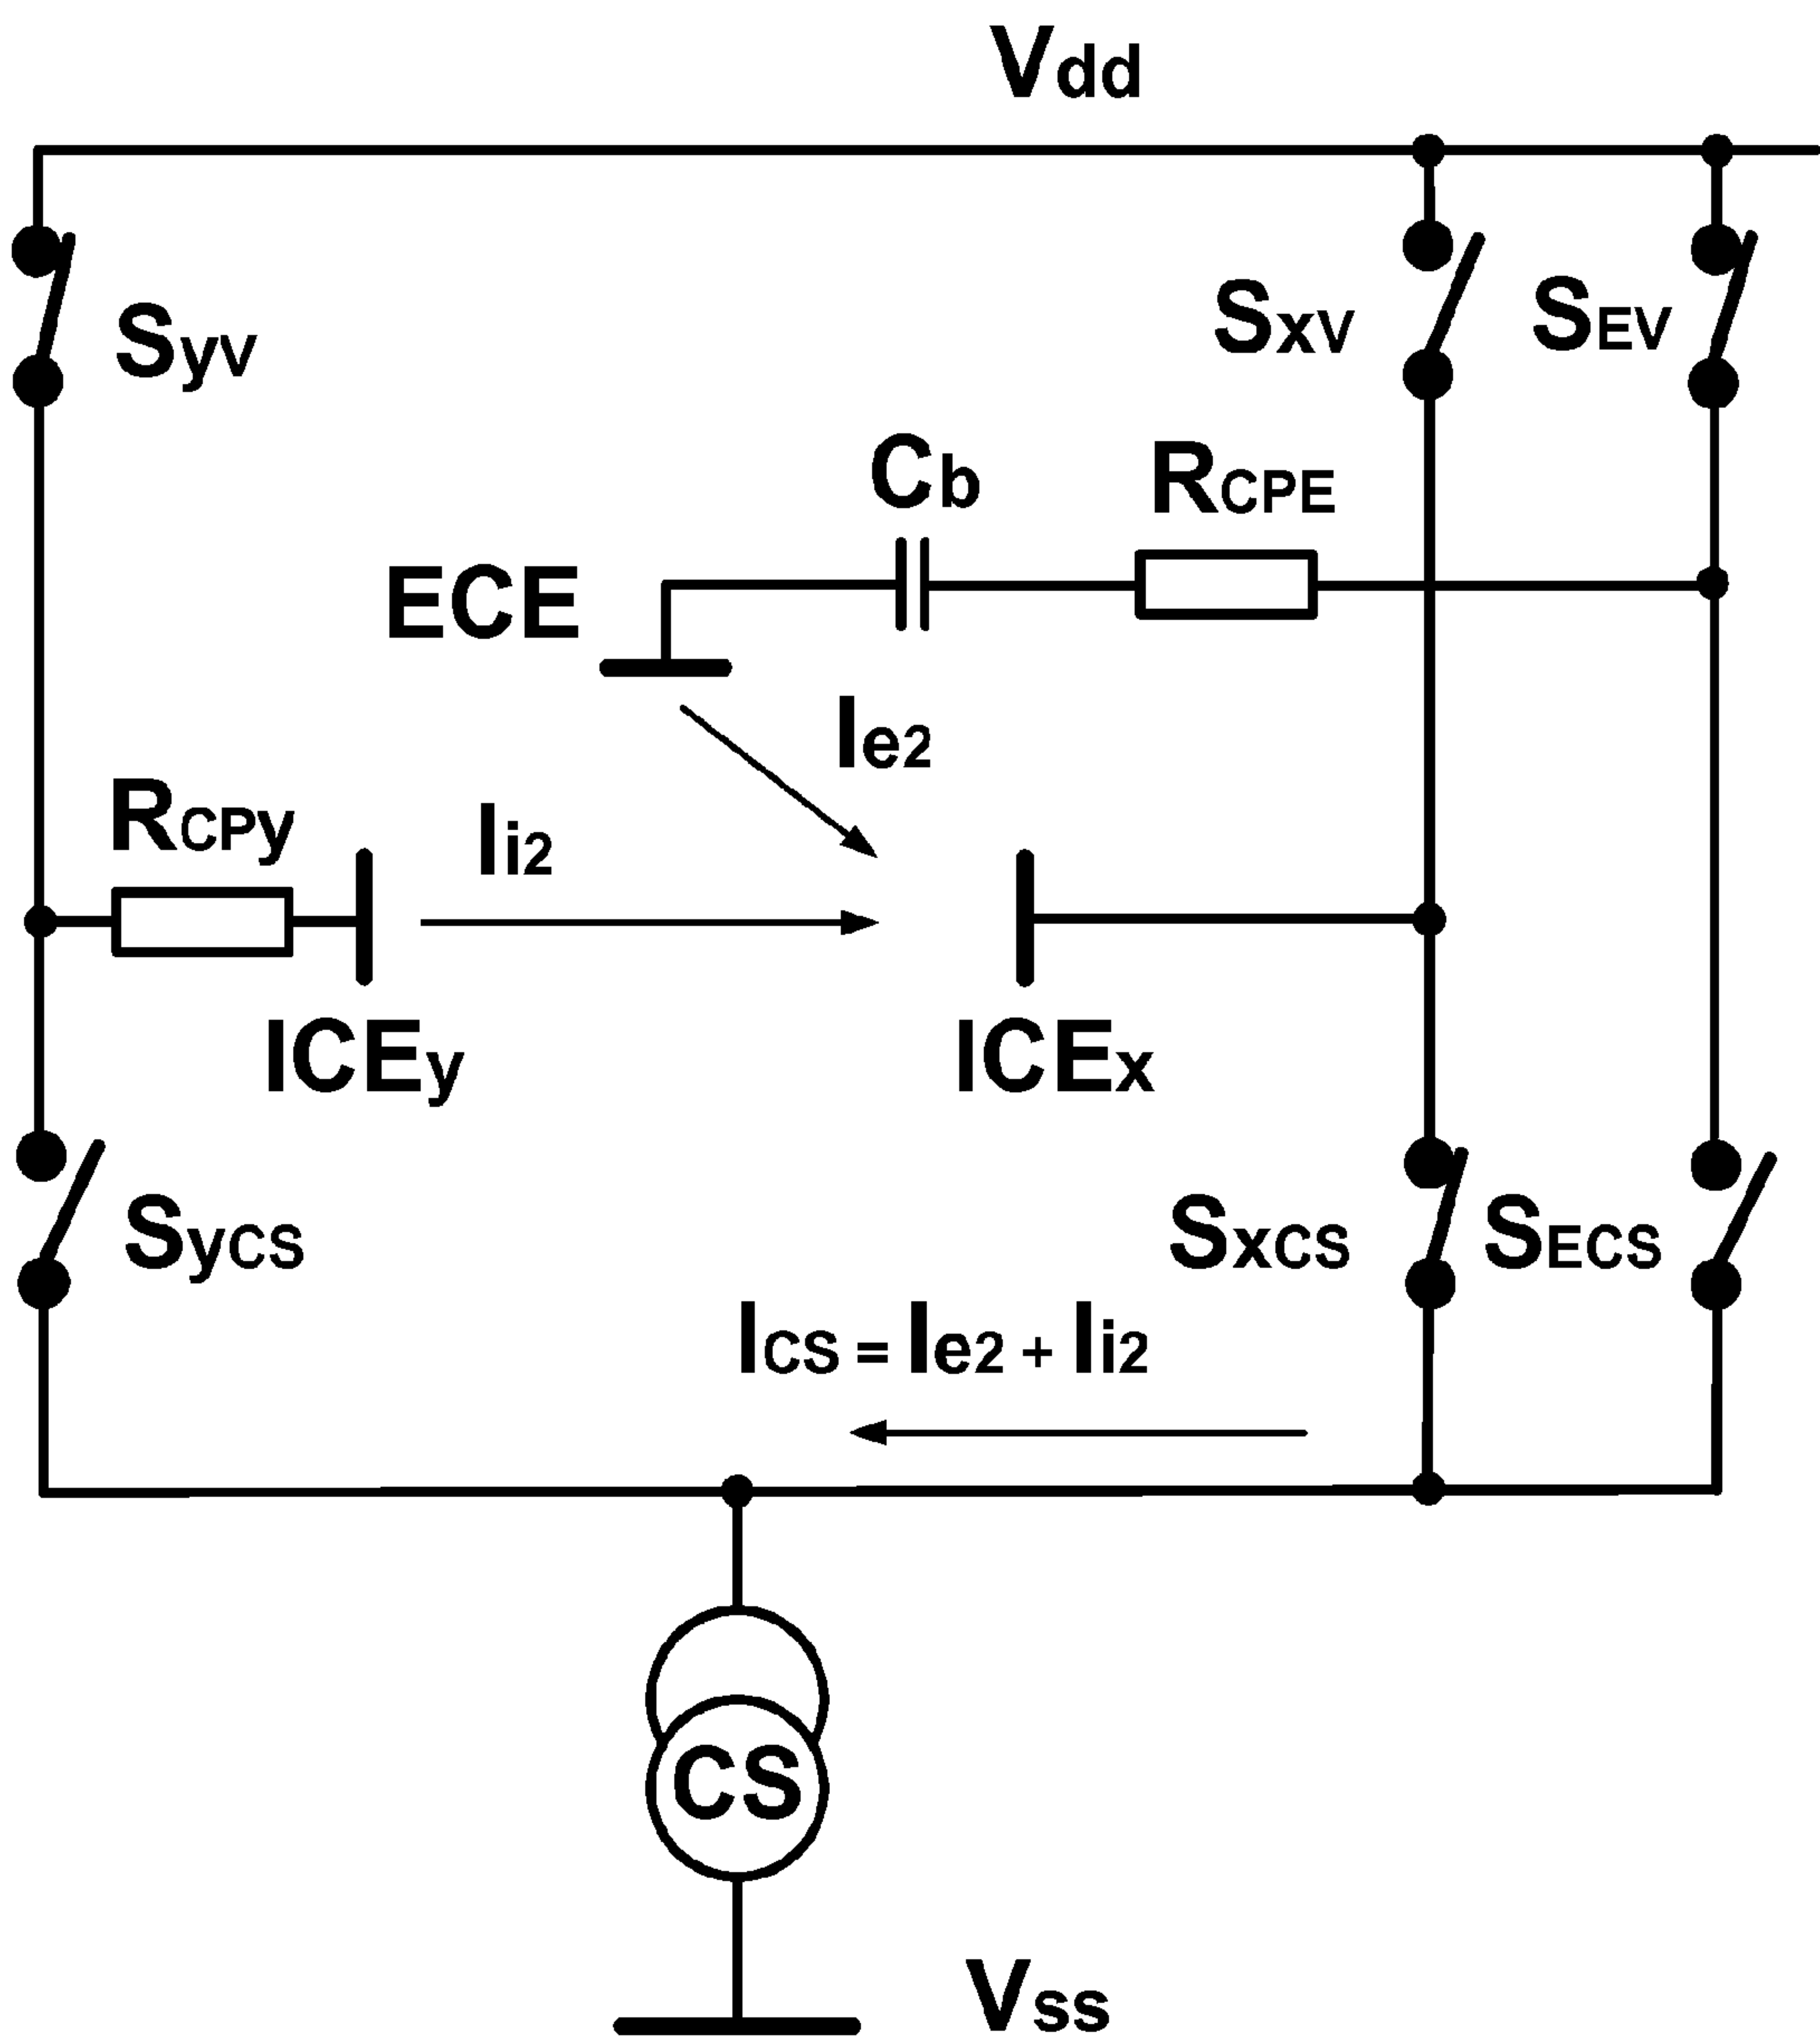 Vdd
Syv
Sxv
SEV
Cb
RCPE
ECE
Ie2
RCPy
Ii2
ICEy
ICEx
SyCS
SxCS
SECS
ICS = Ie2 + Ii2
CS
Vss